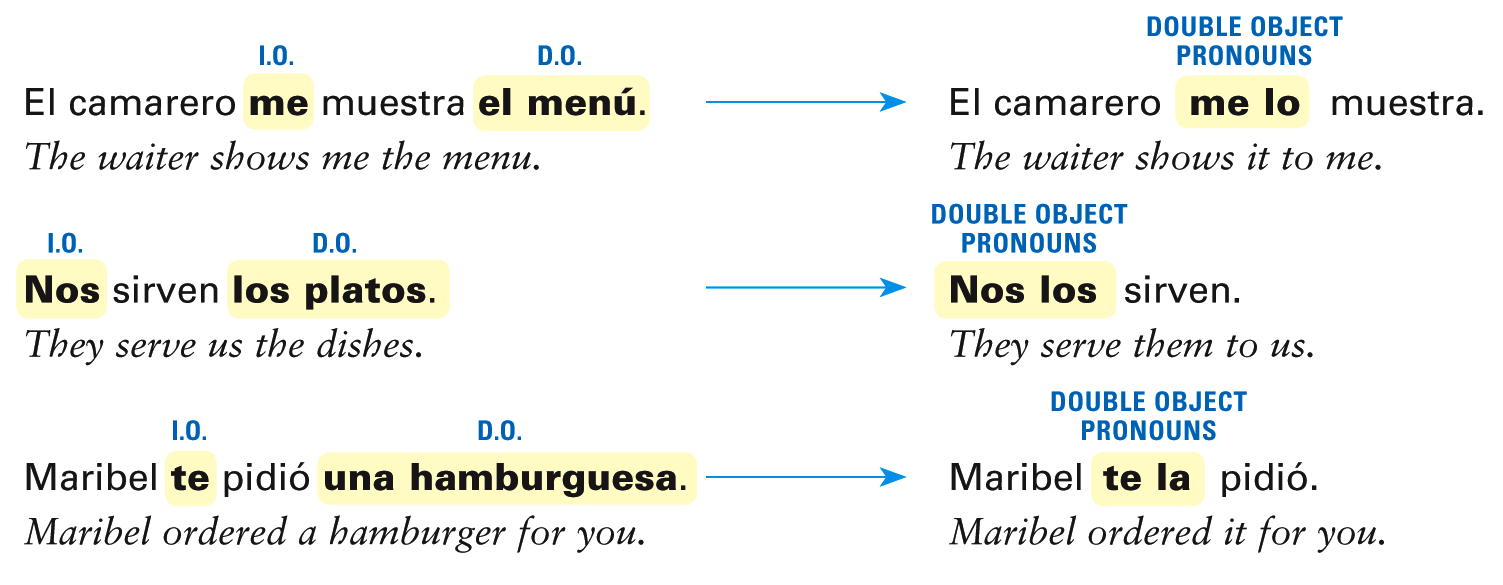 I.O. D.O. DOUBLE OBJECT
PRONOUNS
El camarero me muestra el menú. El camarero me lo muestra.
The waiter shows me the menu. The waiter shows it to me.
I.O. D.O. DOUBLE OBJECT
PRONOUNS
Nos sirven los platos. Nos los sirven.
They serve us the dishes. They serve them to us.
I.O. D.O. DOUBLE OBJECT
PRONOUNS
Maribel te pidió una hamburguesa. Maribel te la pidió.
Maribel ordered a hamburger for you. Maribel ordered it for you.